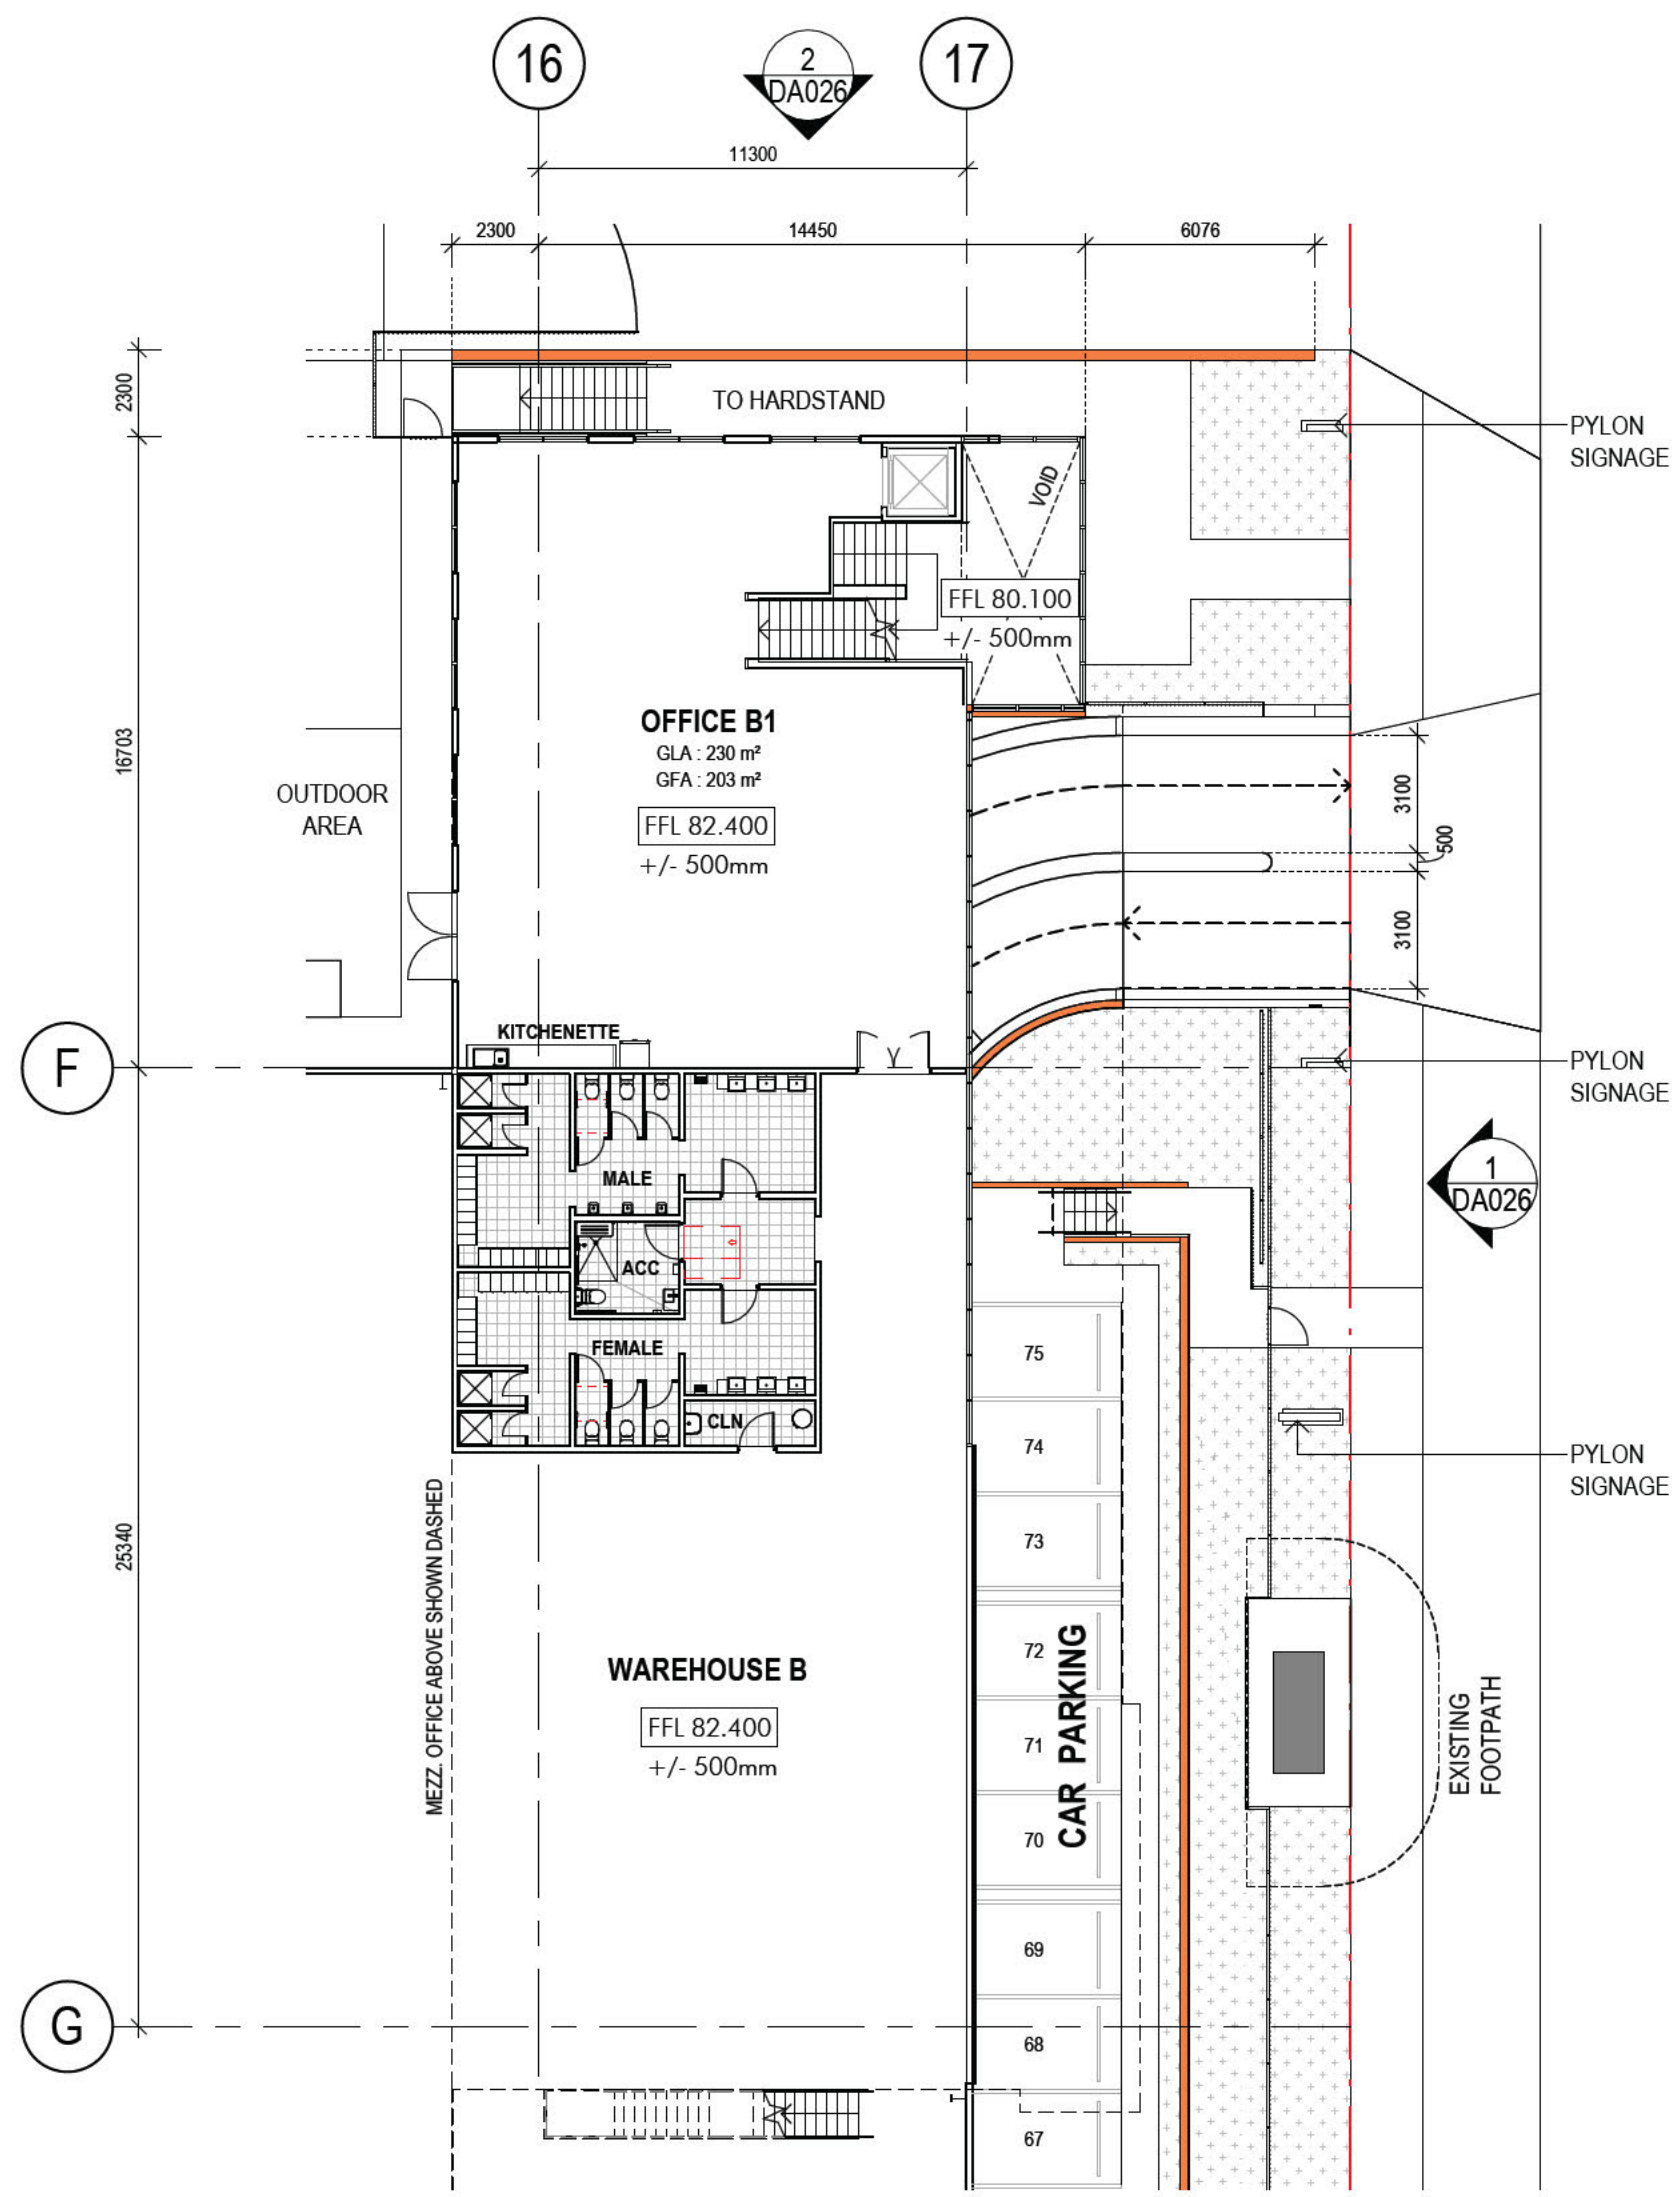 16
2
DA026
17
11300
2300
14450
6076
2300
TO HARDSTAND
PYLON
SIGNAGE
VOID
FFL 80.100
+/- 500mm
OFFICE B1
GLA : 230 m²
GFA : 203 m²
FFL 82.400
+/- 500mm
16703
OUTDOOR
AREA
3100
500
3100
KITCHENETTE
F
PYLON
SIGNAGE
MALE
1
DA026
ACC
FEMALE
CLN
75
74
PYLON
SIGNAGE
73
25340
MEZZ. OFFICE ABOVE SHOWN DASHED
WAREHOUSE B
FFL 82.400
+/- 500mm
72
71
70
CAR PARKING
EXISTING
FOOTPATH
69
G
68
67